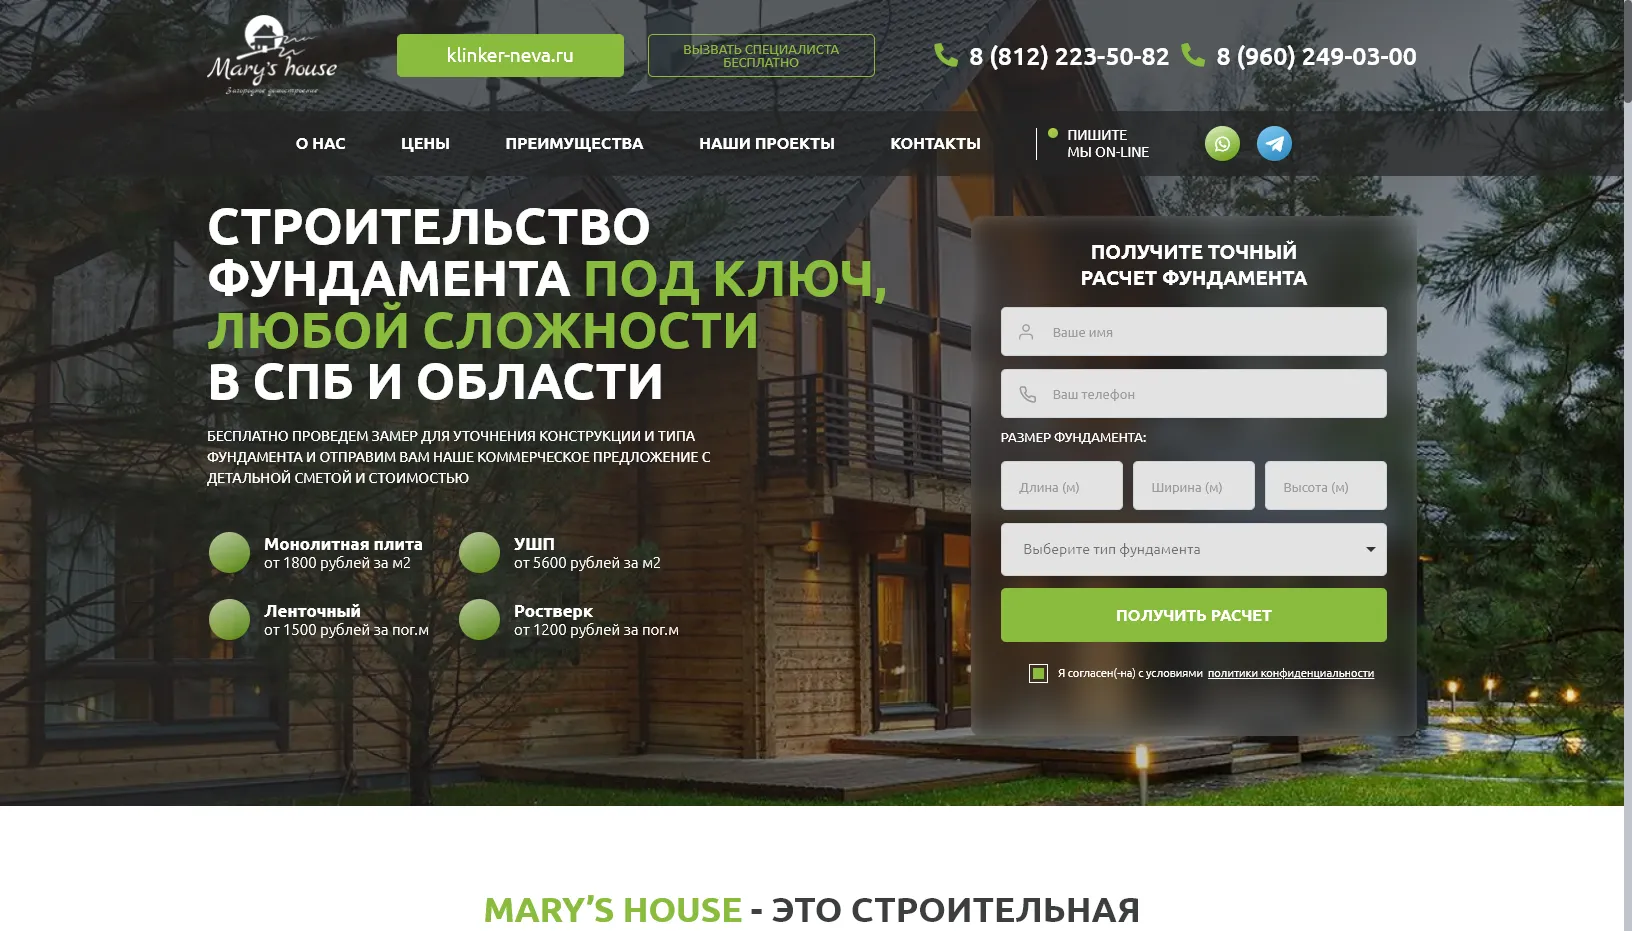 Mary's house
Загородное домостроение
klinker-neva.ru
ВЫЗВАТЬ СПЕЦИАЛИСТА
БЕСПЛАТНО
8 (812) 223-50-82
8 (960) 249-03-00
О НАС
ЦЕНЫ
ПРЕИМУЩЕСТВА
НАШИ ПРОЕКТЫ
КОНТАКТЫ
ПИШИТЕ
МЫ ON-LINE
СТРОИТЕЛЬСТВО
ФУНДАМЕНТА ПОД КЛЮЧ,
ЛЮБОЙ СЛОЖНОСТИ
В СПБ И ОБЛАСТИ
БЕСПЛАТНО ПРОВЕДЕМ ЗАМЕР ДЛЯ УТОЧНЕНИЯ КОНСТРУКЦИИ И ТИПА
ФУНДАМЕНТА И ОТПРАВИМ ВАМ НАШЕ КОММЕРЧЕСКОЕ ПРЕДЛОЖЕНИЕ С
ДЕТАЛЬНОЙ СМЕТОЙ И СТОИМОСТЬЮ
Монолитная плита
от 1800 рублей за м2
УШП
от 5600 рублей за м2
Ленточный
от 1500 рублей за пог.м
Ростверк
от 1200 рублей за пог.м
ПОЛУЧИТЕ ТОЧНЫЙ
РАСЧЕТ ФУНДАМЕНТА
Ваше имя
Ваш телефон
РАЗМЕР ФУНДАМЕНТА:
Длина (м)
Ширина (м)
Высота (м)
Выберите тип фундамента
ПОЛУЧИТЬ РАСЧЕТ
Я согласен(-на) с условиями политики конфиденциальности
MARY'S HOUSE - ЭТО СТРОИТЕЛЬНАЯ